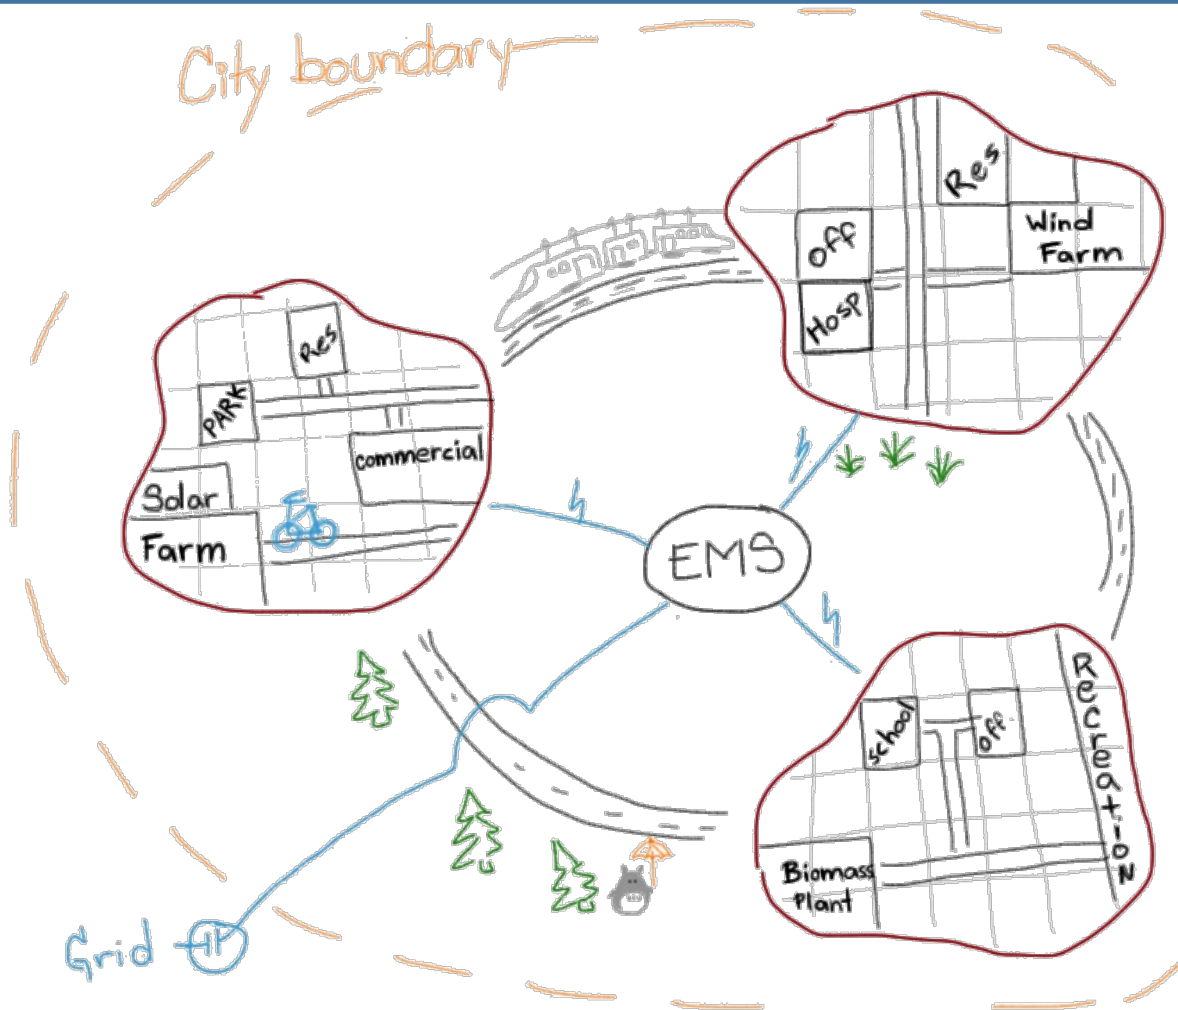 City boundary
Res
Off
Wind
Farm
Hosp
Res
PARK
commercial
Solar
Farm
EMS
Recreation
School
Off
Biomass
Plant
Grid